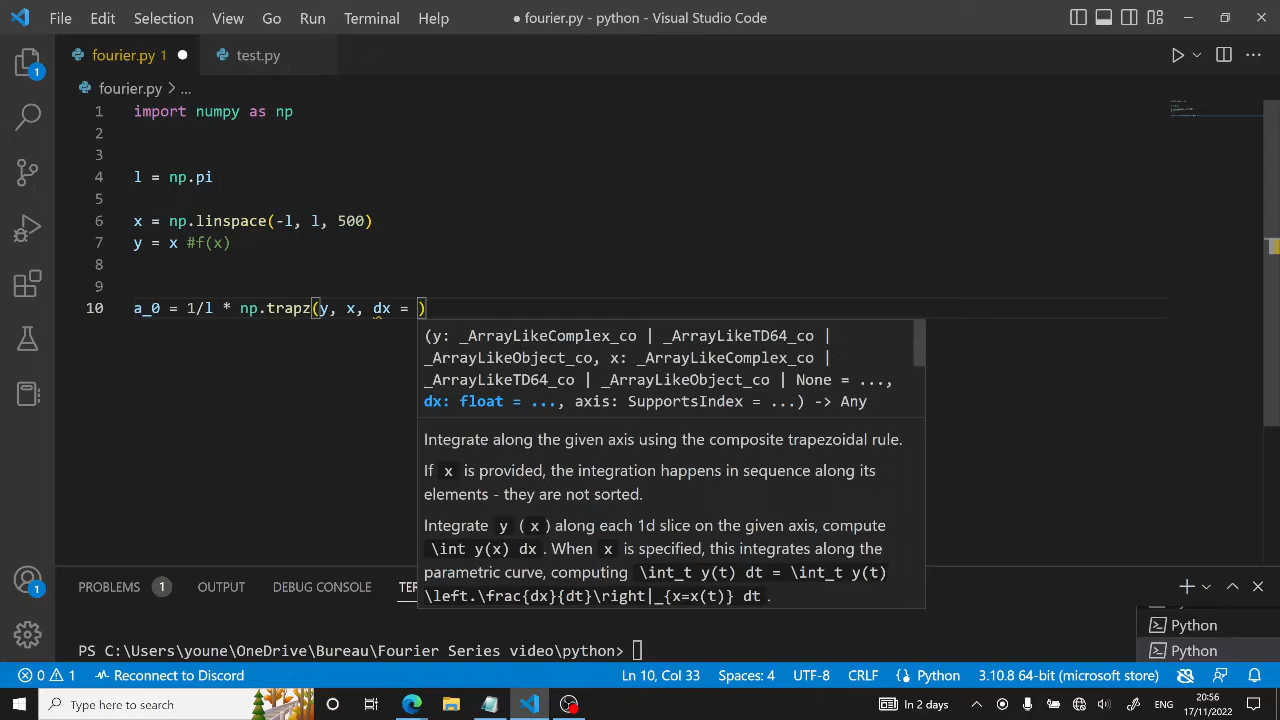 File Edit Selection View Go Run Terminal Help
● fourier.py - python - Visual Studio Code
fourier.py 1 ●
test.py
fourier.py > ...
1 import numpy as np
2
3
4 l = np.pi
5
6 x = np.linspace(-l, l, 500)
7 y = x #f(x)
8
9
10 a_0 = 1/l * np.trapz(y, x, dx = )
(y: _ArrayLikeComplex_co | _ArrayLikeTD64_co |
_ArrayLikeObject_co, x: _ArrayLikeComplex_co |
_ArrayLikeTD64_co | _ArrayLikeObject_co | None = ...,
dx: float = ..., axis: SupportsIndex = ...) -> Any
Integrate along the given axis using the composite trapezoidal rule.
If x is provided, the integration happens in sequence along its
elements - they are not sorted.
Integrate y (x) along each 1d slice on the given axis, compute
\int y(x) dx. When x is specified, this integrates along the
parametric curve, computing \int_t y(t) dt = \int_t y(t)
\left.\frac{dx}{dt}\right|_{x=x(t)} dt.
1
1
PROBLEMS 1 OUTPUT DEBUG CONSOLE TER
PS C:\Users\youne\OneDrive\Bureau\Fourier Series video\python>
Python
Python
0 1 Reconnect to Discord Ln 10, Col 33 Spaces: 4 UTF-8 CRLF Python 3.10.8 64-bit (microsoft store)
Type here to search
In 2 days
ENG
20:56
17/11/2022